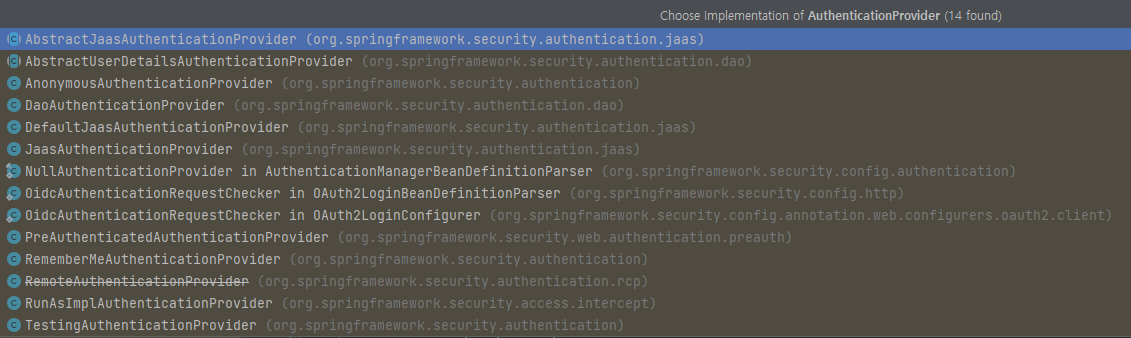 Choose Implementation of AuthenticationProvider (14 found)
AbstractJaasAuthenticationProvider (org.springframework.security.authentication.jaas)
AbstractUserDetailsAuthenticationProvider (org.springframework.security.authentication.dao)
AnonymousAuthenticationProvider (org.springframework.security.authentication)
DaoAuthenticationProvider (org.springframework.security.authentication.dao)
DefaultJaasAuthenticationProvider (org.springframework.security.authentication.jaas)
JaasAuthenticationProvider (org.springframework.security.authentication.jaas)
NullAuthenticationProvider in AuthenticationManagerBeanDefinitionParser (org.springframework.security.config.authentication)
OidcAuthenticationRequestChecker in OAuth2LoginBeanDefinitionParser (org.springframework.security.config.http)
OidcAuthenticationRequestChecker in OAuth2LoginConfigurer (org.springframework.security.config.annotation.web.configurers.oauth2.client)
PreAuthenticatedAuthenticationProvider (org.springframework.security.web.authentication.preauth)
RememberMeAuthenticationProvider (org.springframework.security.authentication)
RemoteAuthenticationProvider (org.springframework.security.authentication.rcp)
RunAsImplAuthenticationProvider (org.springframework.security.access.intercept)
TestingAuthenticationProvider (org.springframework.security.authentication)